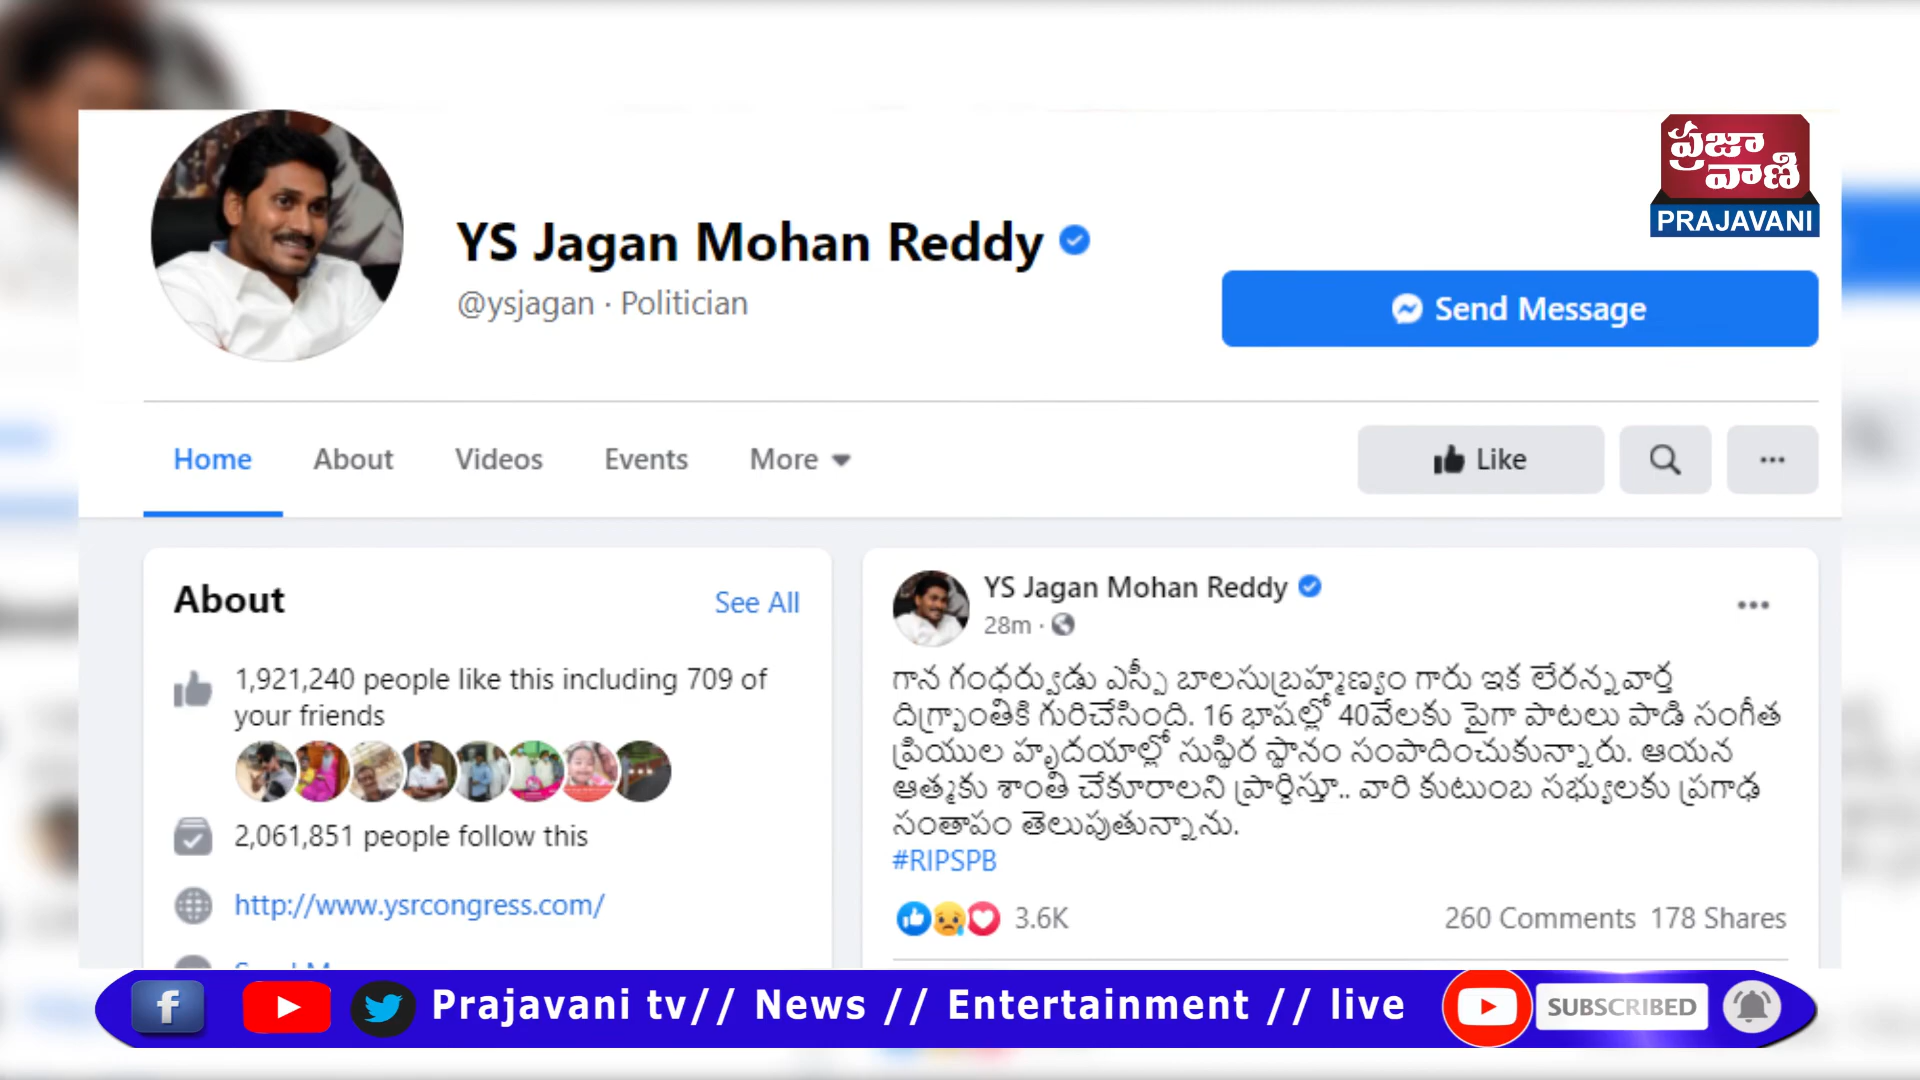 ప్రజా
వాణి
PRAJAVANI
YS Jagan Mohan Reddy
@ysjagan · Politician
Send Message
Home About Videos Events More
Like
About
See All
1,921,240 people like this including 709 of
your friends
2,061,851 people follow this
http://www.ysrcongress.com/
YS Jagan Mohan Reddy
28m ·
గాన గంధర్వుడు ఎస్పీ బాలసుబ్రహ్మణ్యం గారు ఇక లేరన్నవార్త
దిగ్భ్రాంతికి గురిచేసింది. 16 భాషల్లో 40వేలకు పైగా పాటలు పాడి సంగీత
ప్రియుల హృదయాల్లో సుస్థిర స్థానం సంపాదించుకున్నారు. ఆయన
ఆత్మకు శాంతి చేకూరాలని ప్రార్థిస్తూ.. వారి కుటుంబ సభ్యులకు ప్రగాఢ
సంతాపం తెలుపుతున్నాను.
#RIPSPB
3.6K
260 Comments 178 Shares
Prajavani tv// News // Entertainment // live
SUBSCRIBED